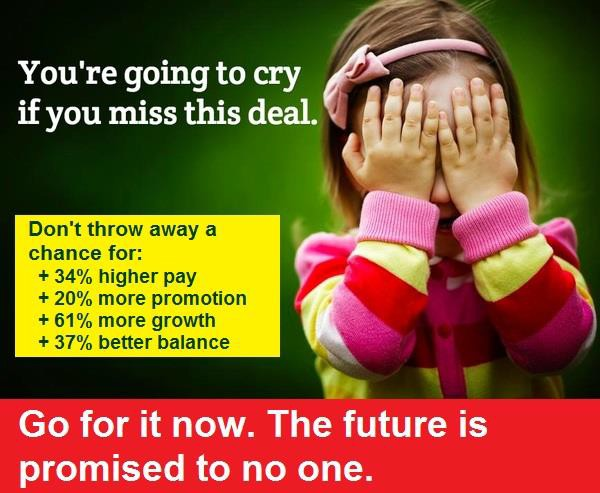 You're going to cry
if you miss this deal.
Don't throw away a
chance for:
+ 34% higher pay
+ 20% more promotion
+ 61% more growth
+ 37% better balance
Go for it now. The future is
promised to no one.